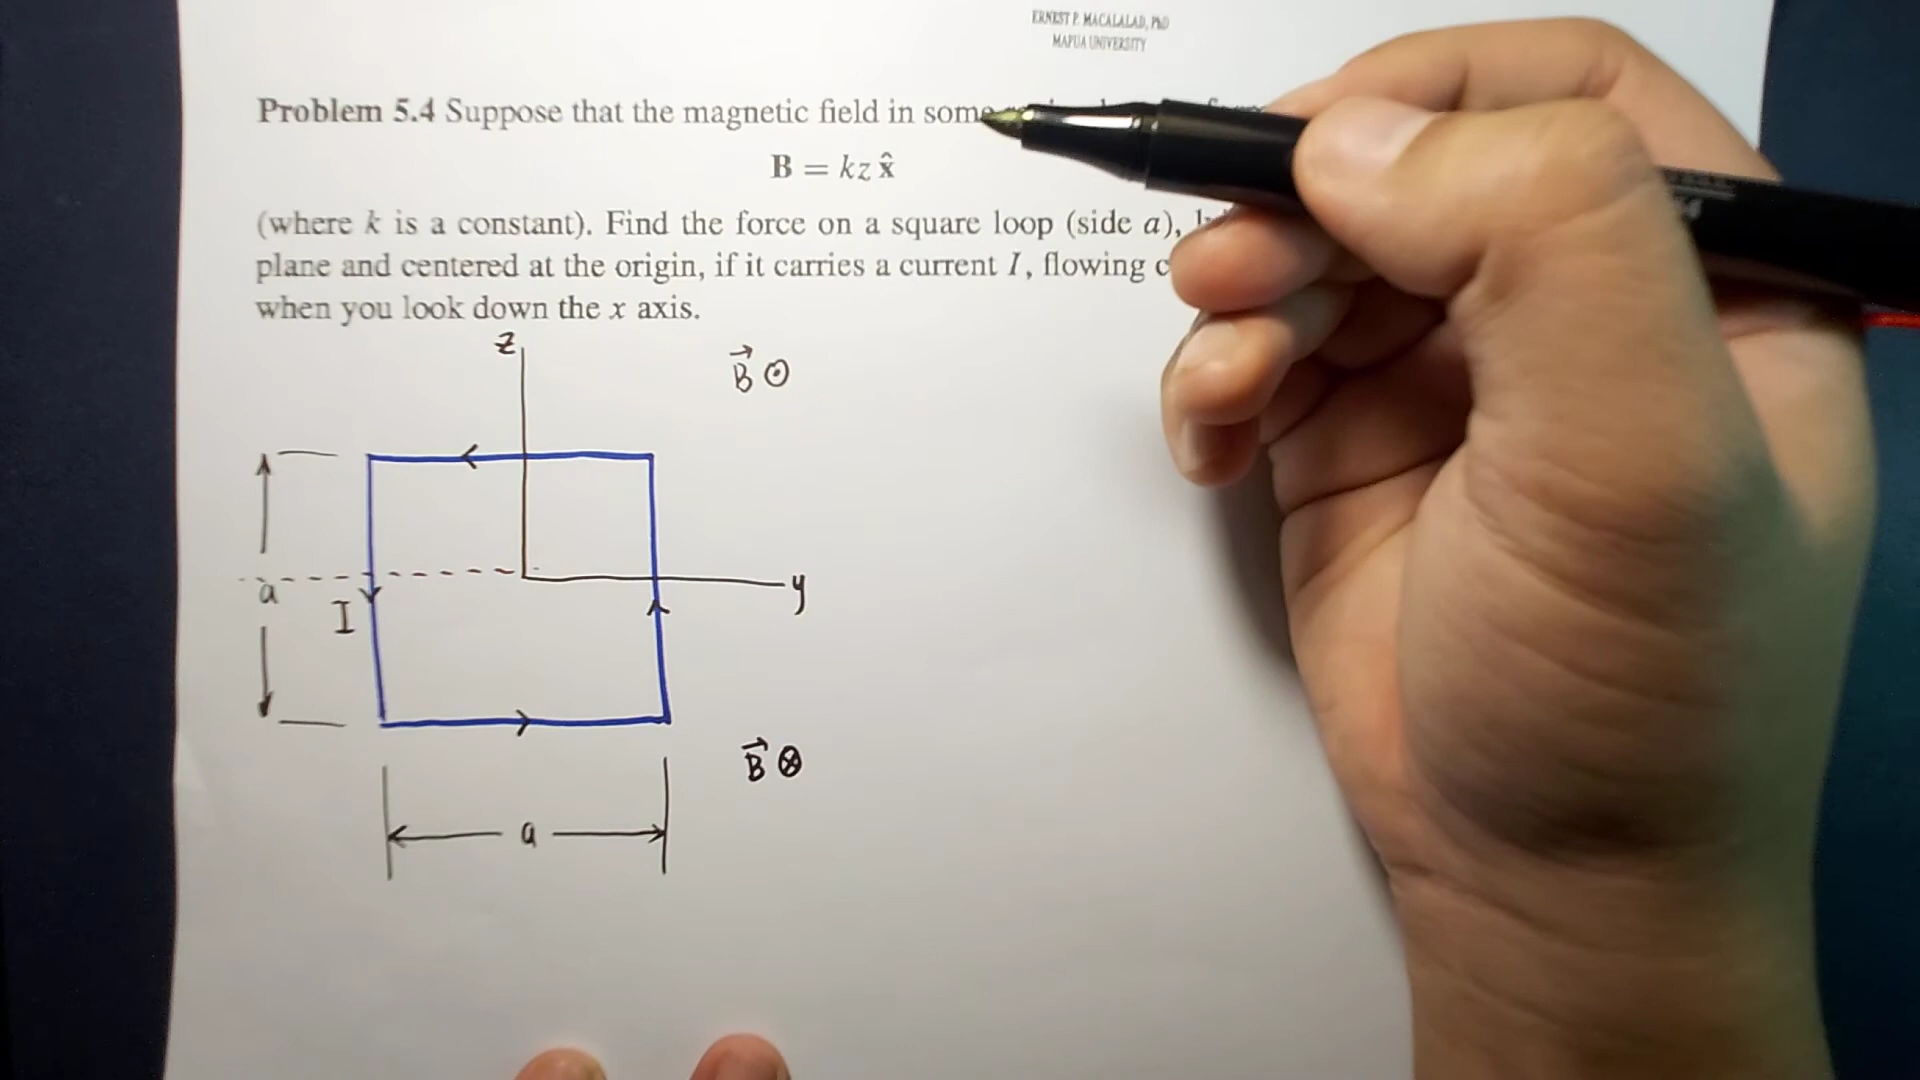 ERNEST P. MACALALAD, PhD
MAPUA UNIVERSITY
Problem 5.4 Suppose that the magnetic field in some
B = kz x̂
(where k is a constant). Find the force on a square loop (side a),
plane and centered at the origin, if it carries a current I, flowing
when you look down the x axis.
z
B⃗ ⊙
a
I
y
B⃗ ⊗
a